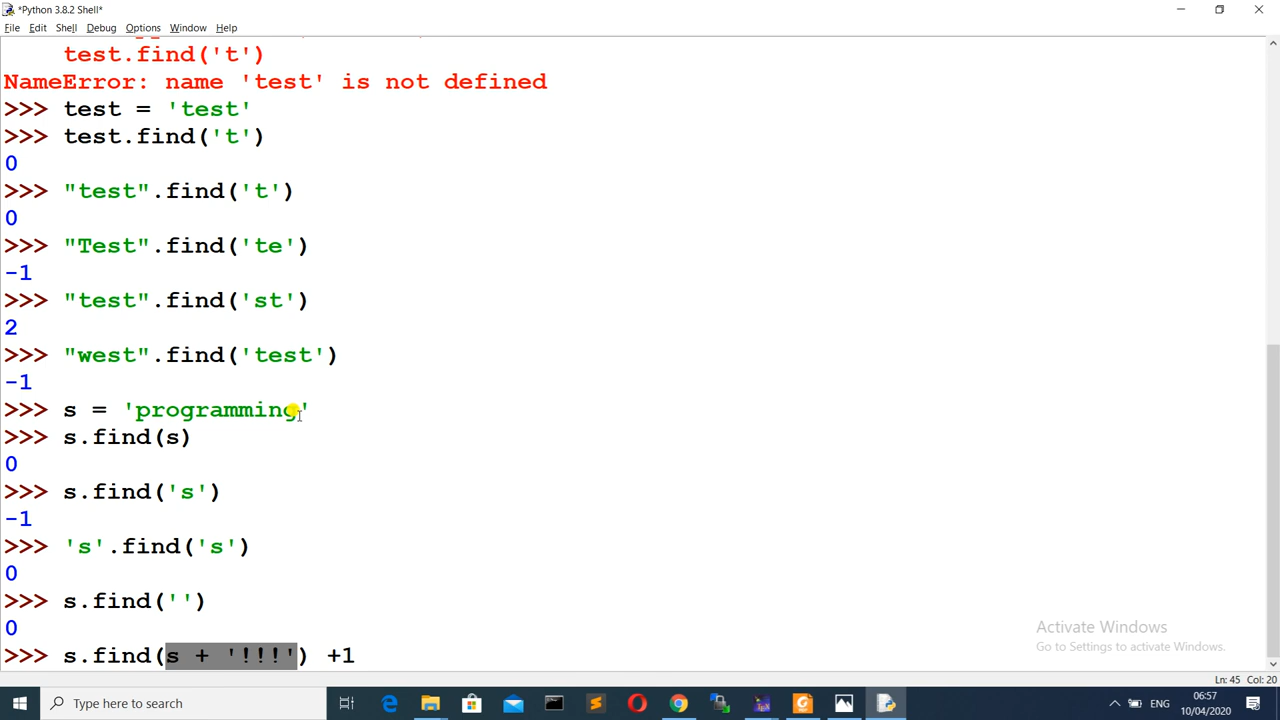 *Python 3.8.2 Shell*
File Edit Shell Debug Options Window Help
test.find('t')
NameError: name 'test' is not defined
>>> test = 'test'
>>> test.find('t')
0
>>> "test".find('t')
0
>>> "Test".find('te')
-1
>>> "test".find('st')
2
>>> "west".find('test')
-1
>>> s = 'programming'
>>> s.find(s)
0
>>> s.find('s')
-1
>>> 's'.find('s')
0
>>> s.find('')
0
>>> s.find(s + '!!!') +1
Activate Windows
Go to Settings to activate Windows.
Ln: 45 Col: 20
Type here to search
ENG
06:57
10/04/2020